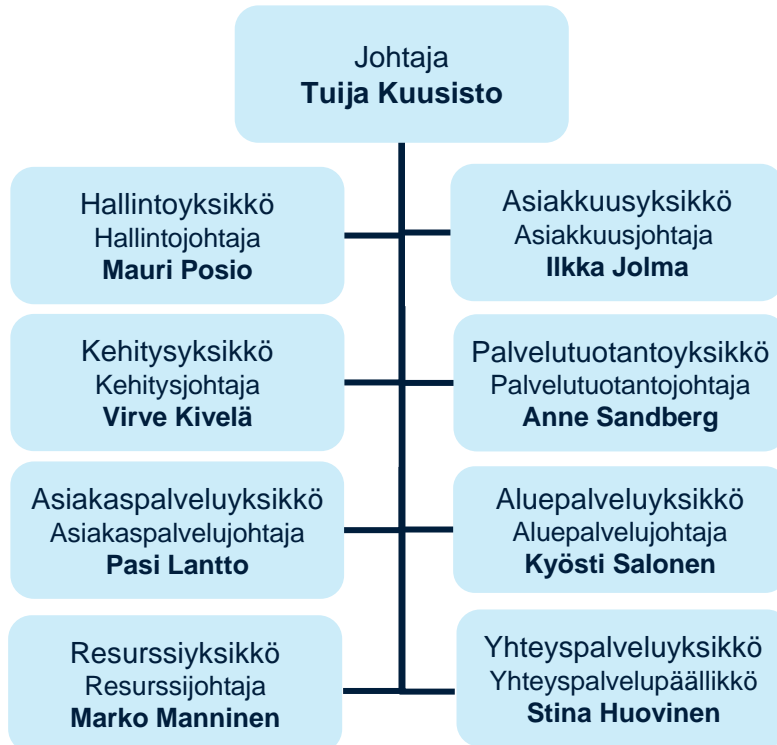 Johtaja
Tuija Kuusisto
Hallintoyksikkö
Hallintojohtaja
Mauri Posio
Asiakkuusyksikkö
Asiakkuusjohtaja
Ilkka Jolma
Kehitysyksikkö
Kehitysjohtaja
Virve Kivelä
Palvelutuotantoyksikkö
Palvelutuotantojohtaja
Anne Sandberg
Asiakaspalveluyksikkö
Asiakaspalvelujohtaja
Pasi Lantto
Aluepalveluyksikkö
Aluepalvelujohtaja
Kyösti Salonen
Resurssiyksikkö
Resurssijohtaja
Marko Manninen
Yhteyspalveluyksikkö
Yhteyspalvelupäällikkö
Stina Huovinen